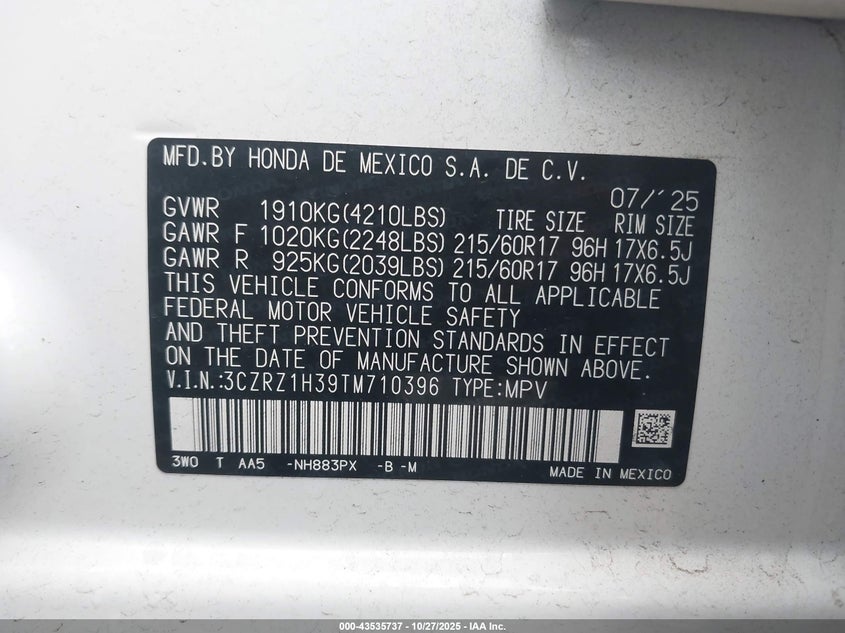 MFD.BY HONDA DE MEXICO S.A. DE C.V.
07/'25
GVWR 1910KG(4210LBS) TIRE SIZE RIM SIZE
GAWR F 1020KG(2248LBS) 215/60R17 96H 17X6.5J
GAWR R 925KG(2039LBS) 215/60R17 96H 17X6.5J
THIS VEHICLE CONFORMS TO ALL APPLICABLE
FEDERAL MOTOR VEHICLE SAFETY
AND THEFT PREVENTION STANDARDS IN EFFECT
ON THE DATE OF MANUFACTURE SHOWN ABOVE.
V.I.N.:3CZRZ1H39TM710396 TYPE:MPV
3W0 T AA5 -NH883PX -B -M
MADE IN MEXICO
000-43535737 - 10/27/2025 - IAA Inc.